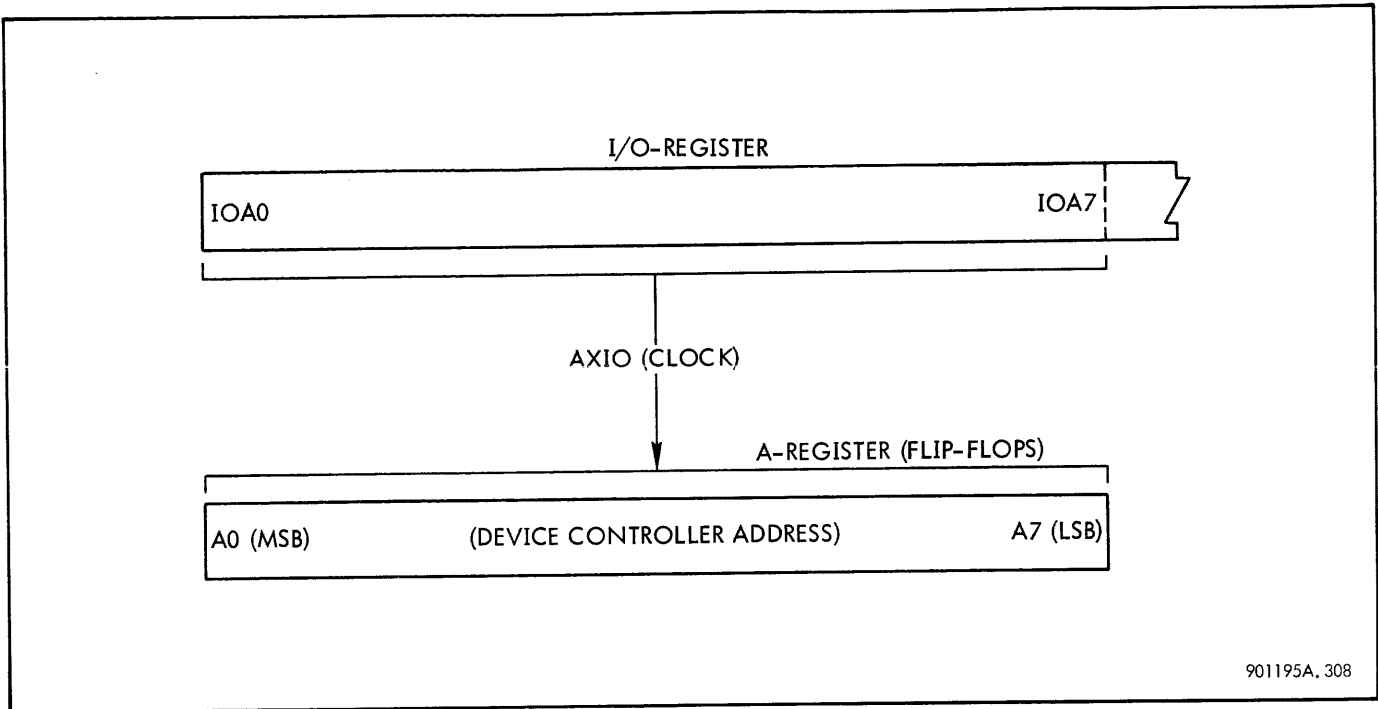 I/O-REGISTER
IOA0 IOA7
AXIO (CLOCK)
A-REGISTER (FLIP-FLOPS)
A0 (MSB) (DEVICE CONTROLLER ADDRESS) A7 (LSB)
901195A. 308